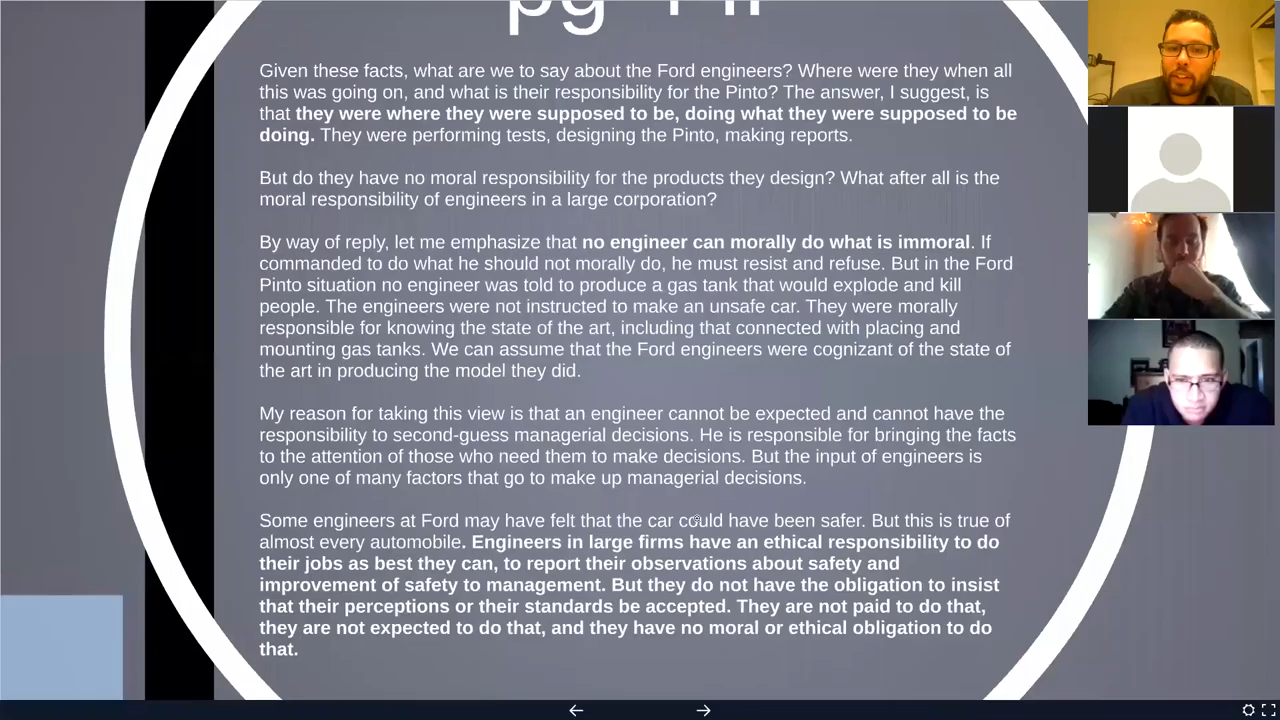 Given these facts, what are we to say about the Ford engineers? Where were they when all
this was going on, and what is their responsibility for the Pinto? The answer, I suggest, is
that they were where they were supposed to be, doing what they were supposed to be
doing. They were performing tests, designing the Pinto, making reports.
But do they have no moral responsibility for the products they design? What after all is the
moral responsibility of engineers in a large corporation?
By way of reply, let me emphasize that no engineer can morally do what is immoral. If
commanded to do what he should not morally do, he must resist and refuse. But in the Ford
Pinto situation no engineer was told to produce a gas tank that would explode and kill
people. The engineers were not instructed to make an unsafe car. They were morally
responsible for knowing the state of the art, including that connected with placing and
mounting gas tanks. We can assume that the Ford engineers were cognizant of the state of
the art in producing the model they did.
My reason for taking this view is that an engineer cannot be expected and cannot have the
responsibility to second-guess managerial decisions. He is responsible for bringing the facts
to the attention of those who need them to make decisions. But the input of engineers is
only one of many factors that go to make up managerial decisions.
Some engineers at Ford may have felt that the car could have been safer. But this is true of
almost every automobile. Engineers in large firms have an ethical responsibility to do
their jobs as best they can, to report their observations about safety and
improvement of safety to management. But they do not have the obligation to insist
that their perceptions or their standards be accepted. They are not paid to do that,
they are not expected to do that, and they have no moral or ethical obligation to do
that.